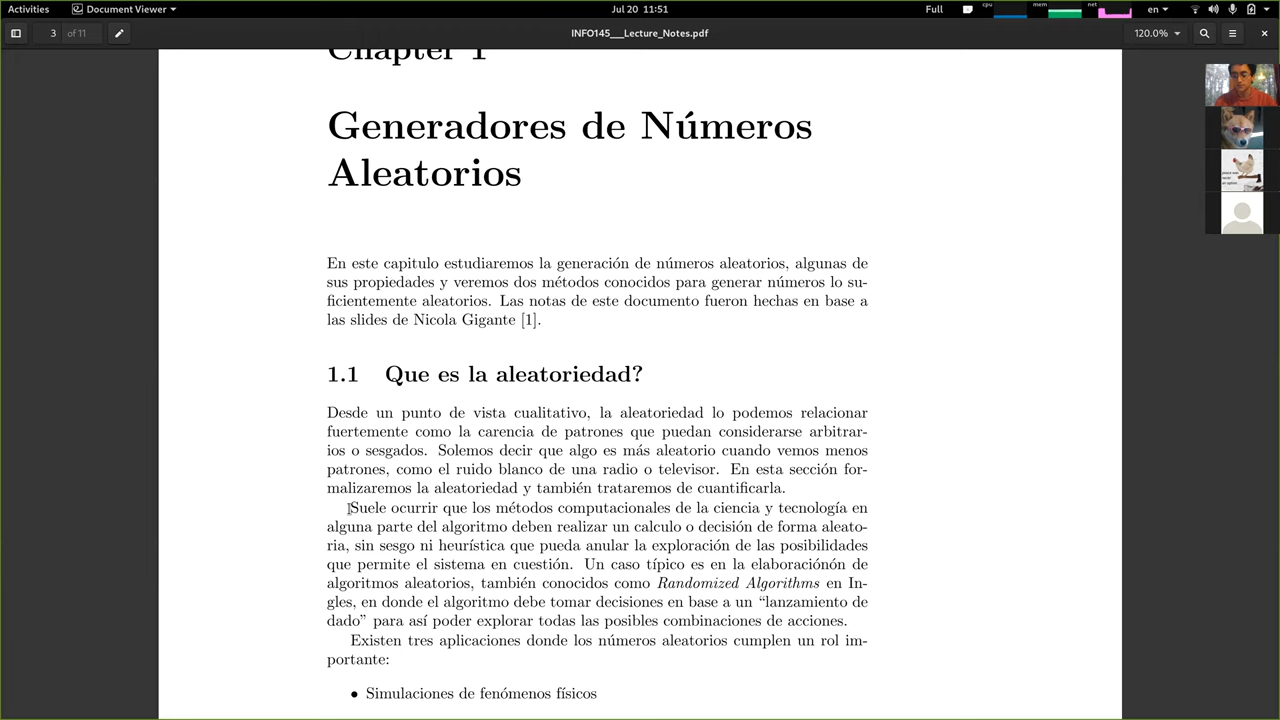 Activities
Document Viewer
Jul 20 11:51
Full
cpu
mem
net
en
3 of 11
INFO145___Lecture_Notes.pdf
120.0%
Chapter 1
Generadores de Números
Aleatorios
En este capitulo estudiaremos la generación de números aleatorios, algunas de
sus propiedades y veremos dos métodos conocidos para generar números lo su-
ficientemente aleatorios. Las notas de este documento fueron hechas en base a
las slides de Nicola Gigante [1].
1.1 Que es la aleatoriedad?
Desde un punto de vista cualitativo, la aleatoriedad lo podemos relacionar
fuertemente como la carencia de patrones que puedan considerarse arbitrar-
ios o sesgados. Solemos decir que algo es más aleatorio cuando vemos menos
patrones, como el ruido blanco de una radio o televisor. En esta sección for-
malizaremos la aleatoriedad y también trataremos de cuantificarla.
Suele ocurrir que los métodos computacionales de la ciencia y tecnología en
alguna parte del algoritmo deben realizar un calculo o decisión de forma aleato-
ria, sin sesgo ni heurística que pueda anular la exploración de las posibilidades
que permite el sistema en cuestión. Un caso típico es en la elaboraciónón de
algoritmos aleatorios, también conocidos como Randomized Algorithms en In-
gles, en donde el algoritmo debe tomar decisiones en base a un “lanzamiento de
dado” para así poder explorar todas las posibles combinaciones de acciones.
Existen tres aplicaciones donde los números aleatorios cumplen un rol im-
portante:
• Simulaciones de fenómenos físicos